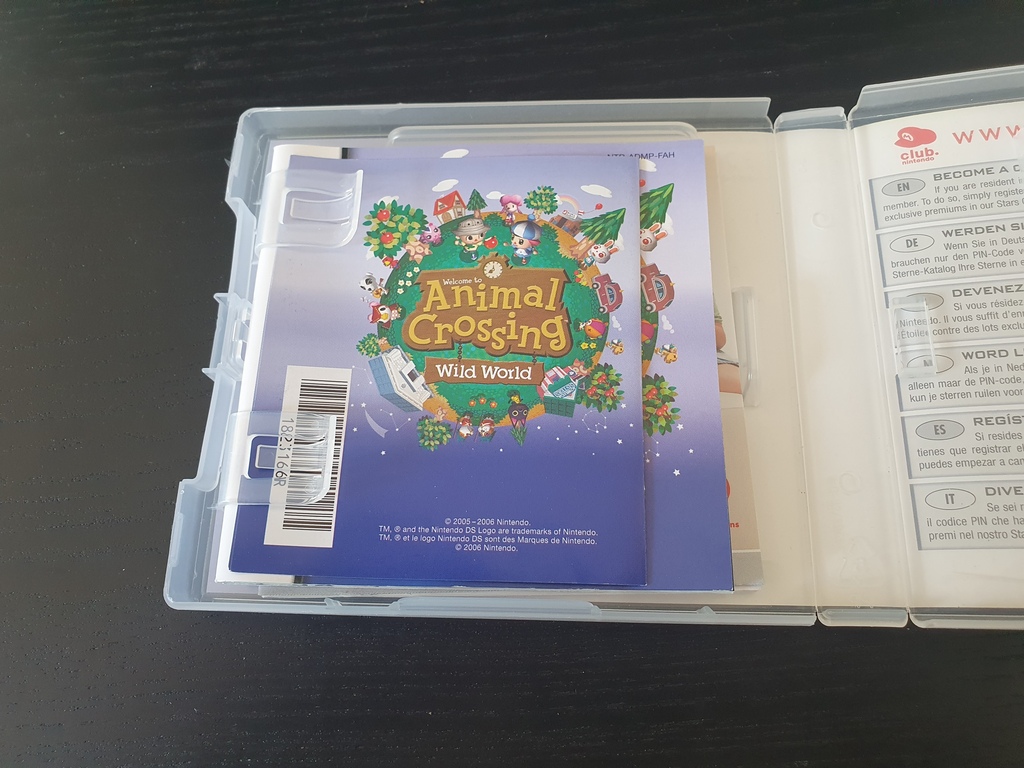 ADMP-FAH
Welcome to
Animal
Crossing
Wild World
© 2005–2006 Nintendo.
TM, ® and the Nintendo DS Logo are trademarks of Nintendo.
TM, ® et le logo Nintendo DS sont des Marques de Nintendo.
© 2006 Nintendo.
club.
nintendo
WWW
EN
BECOME A C
If you are resident
member. To do so, simply register
exclusive premiums in our Stars
DE
WERDEN SI
Wenn Sie in Deuts
brauchen nur den PIN-Code
Sterne-Katalog Ihre Sterne in e
DEVENEZ
Si vous résidez
Nintendo. Il vous suffit d'enr
Étoiles contre des lots exclu
WORD L
Als je in Ned
alleen maar de PIN-code
kun je sterren ruilen voor
ES
REGÍS
Si resides
tienes que registrar el
puedes empezar a can
IT
DIVE
Se sei r
il codice PIN che ha
premi nel nostro Sta